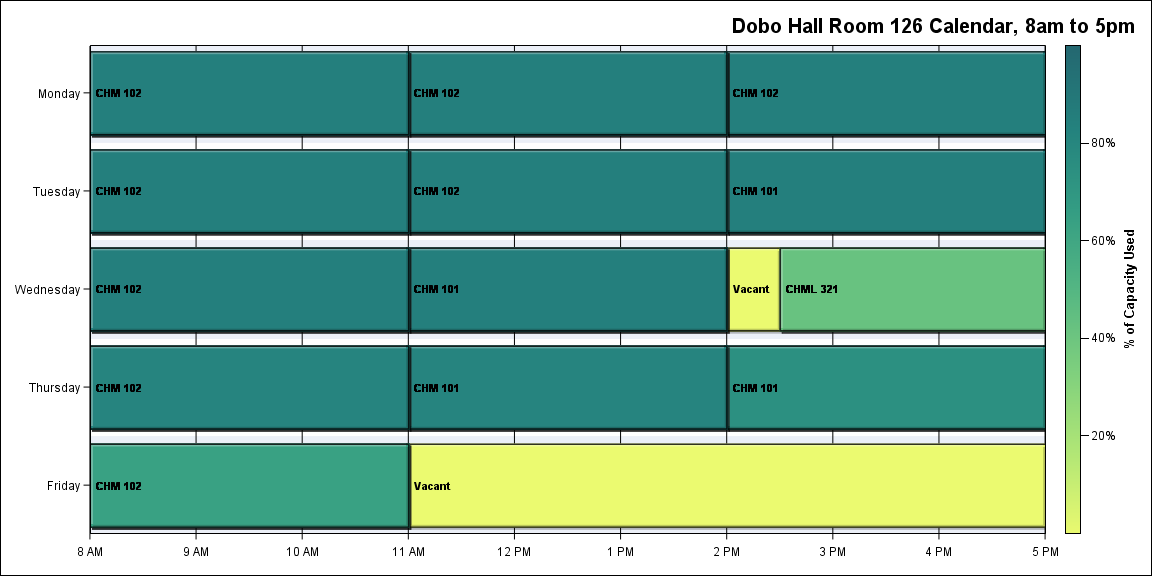 Dobo Hall Room 126 Calendar, 8am to 5pm
Monday
CHM 102
CHM 102
CHM 102
Tuesday
CHM 102
CHM 102
CHM 101
Wednesday
CHM 102
CHM 101
Vacant
CHML 321
Thursday
CHM 102
CHM 101
CHM 101
Friday
CHM 102
Vacant
8 AM
9 AM
10 AM
11 AM
12 PM
1 PM
2 PM
3 PM
4 PM
5 PM
80%
60%
40%
20%
% of Capacity Used